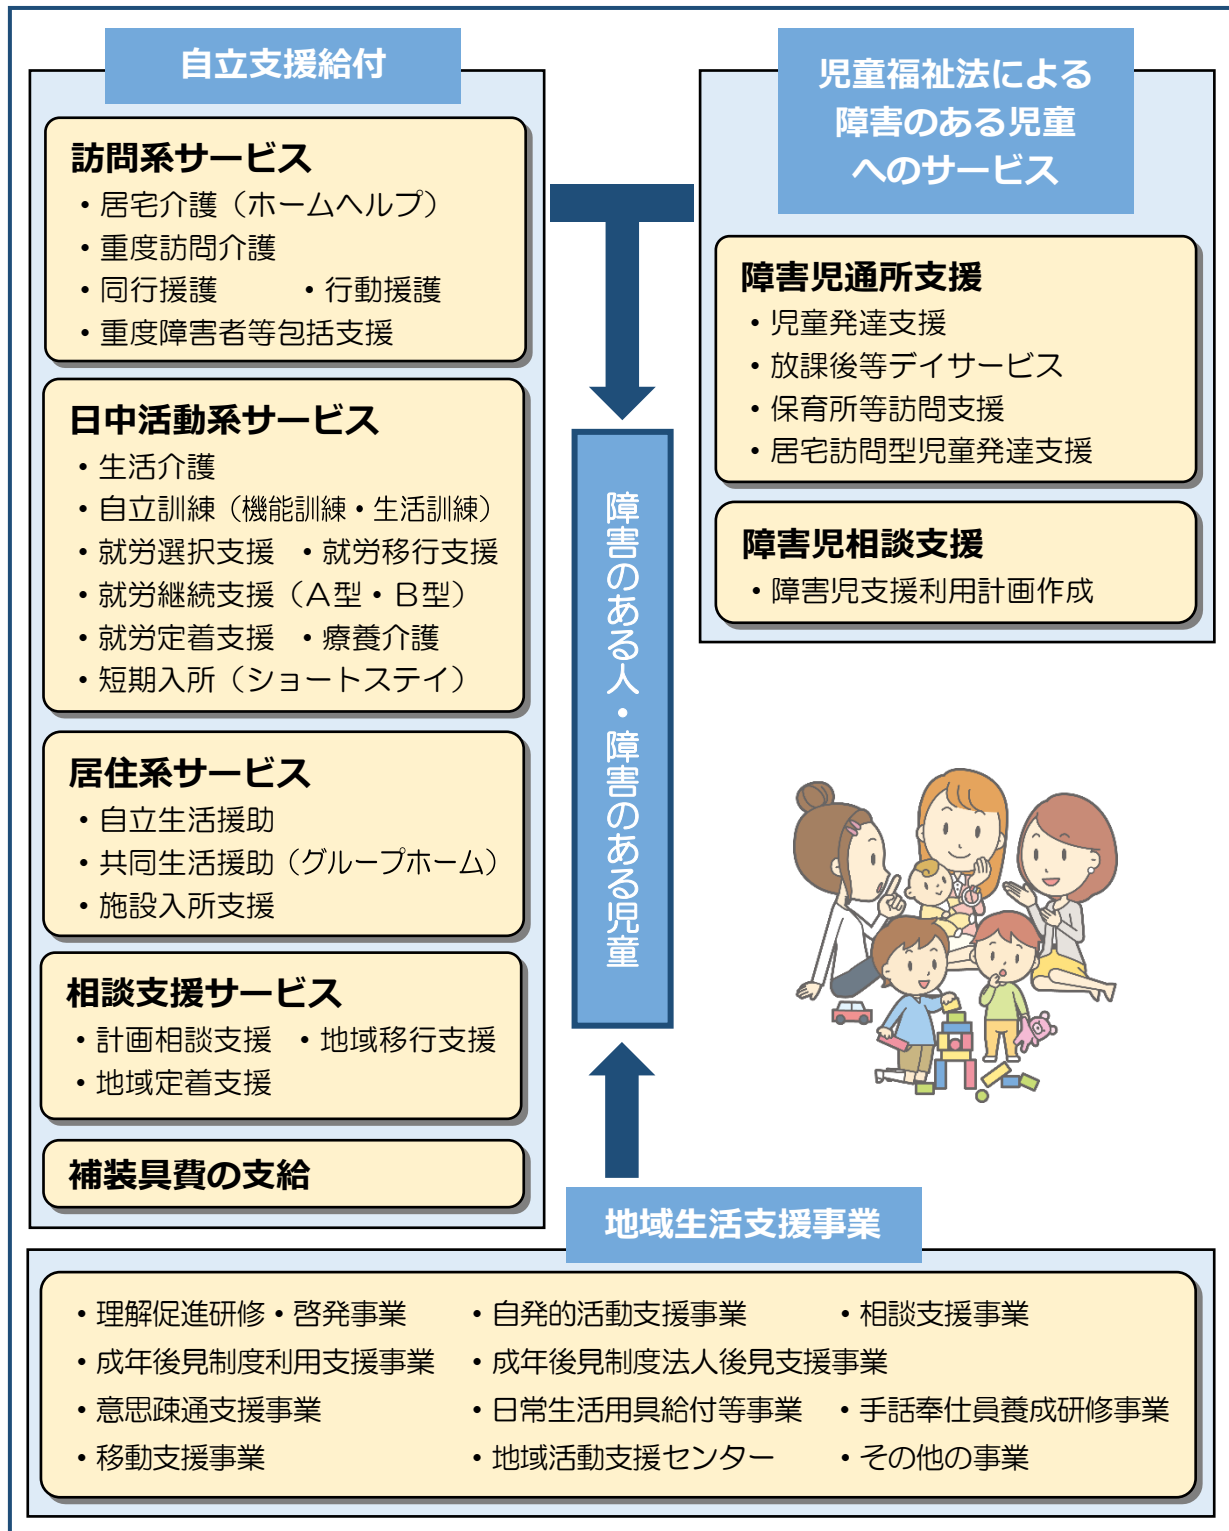 自立支援給付
訪問系サービス
・居宅介護（ホームヘルプ）
・重度訪問介護
・同行援護　・行動援護
・重度障害者等包括支援
日中活動系サービス
・生活介護
・自立訓練（機能訓練・生活訓練）
・就労選択支援　・就労移行支援
・就労継続支援（Ａ型・Ｂ型）
・就労定着支援　・療養介護
・短期入所（ショートステイ）
居住系サービス
・自立生活援助
・共同生活援助（グループホーム）
・施設入所支援
相談支援サービス
・計画相談支援　・地域移行支援
・地域定着支援
補装具費の支給
障害のある人・障害のある児童
児童福祉法による
障害のある児童
へのサービス
障害児通所支援
・児童発達支援
・放課後等デイサービス
・保育所等訪問支援
・居宅訪問型児童発達支援
障害児相談支援
・障害児支援利用計画作成
地域生活支援事業
・理解促進研修・啓発事業　・自発的活動支援事業　・相談支援事業
・成年後見制度利用支援事業　・成年後見制度法人後見支援事業
・意思疎通支援事業　・日常生活用具給付等事業　・手話奉仕員養成研修事業
・移動支援事業　・地域活動支援センター　・その他の事業